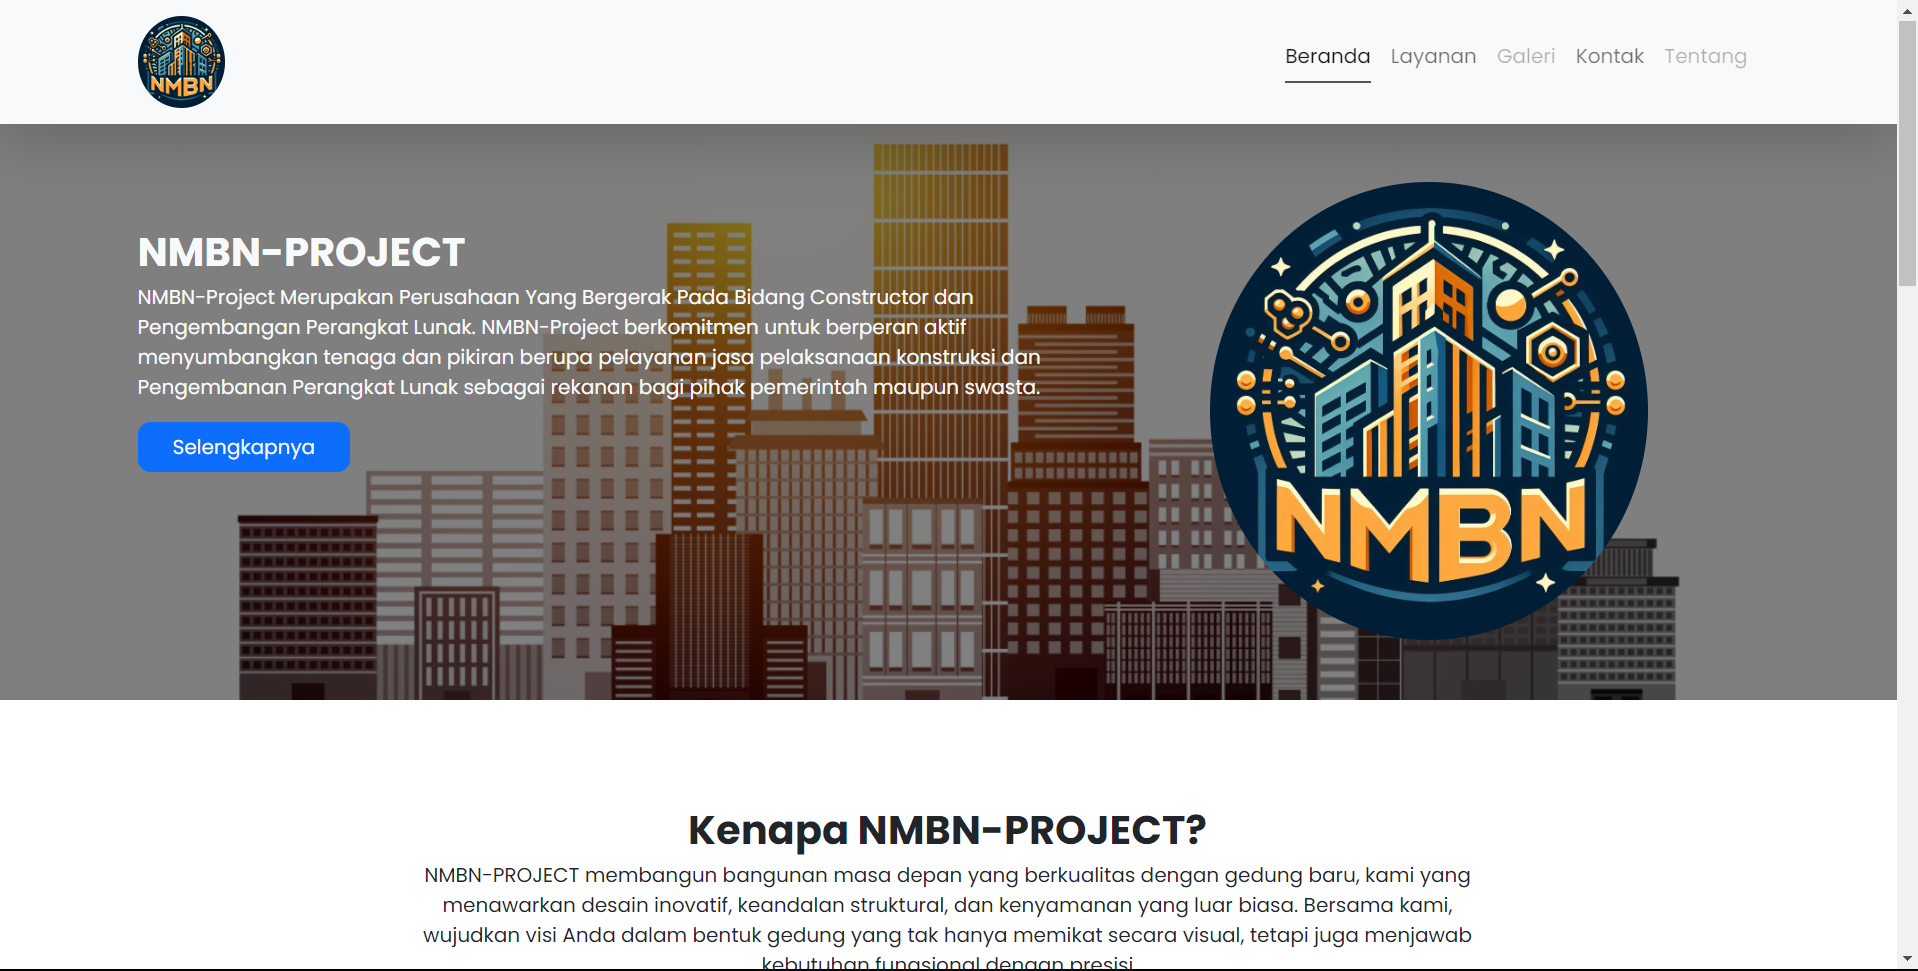 NMBN
Beranda Layanan Galeri Kontak Tentang
NMBN-PROJECT
NMBN-Project Merupakan Perusahaan Yang Bergerak Pada Bidang Constructor dan
Pengembangan Perangkat Lunak. NMBN-Project berkomitmen untuk berperan aktif
menyumbangkan tenaga dan pikiran berupa pelayanan jasa pelaksanaan konstruksi dan
Pengembanan Perangkat Lunak sebagai rekanan bagi pihak pemerintah maupun swasta.
Selengkapnya
NMBN
Kenapa NMBN-PROJECT?
NMBN-PROJECT membangun bangunan masa depan yang berkualitas dengan gedung baru, kami yang
menawarkan desain inovatif, keandalan struktural, dan kenyamanan yang luar biasa. Bersama kami,
wujudkan visi Anda dalam bentuk gedung yang tak hanya memikat secara visual, tetapi juga menjawab
kebutuhan fungsional dengan presisi